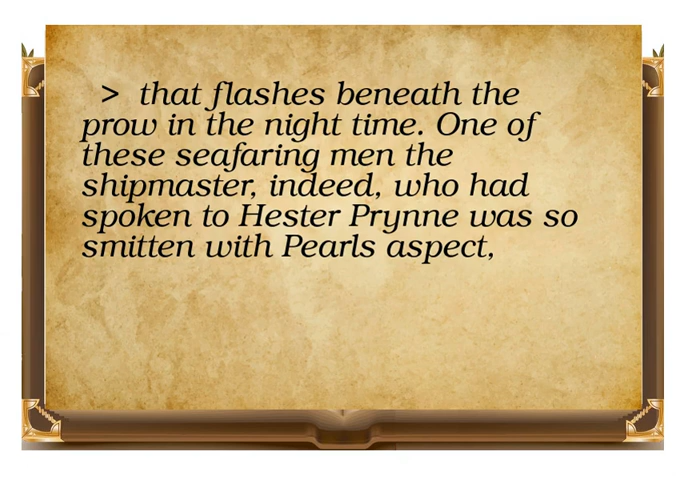 > that flashes beneath the
prow in the night time. One of
these seafaring men the
shipmaster, indeed, who had
spoken to Hester Prynne was so
smitten with Pearls aspect,